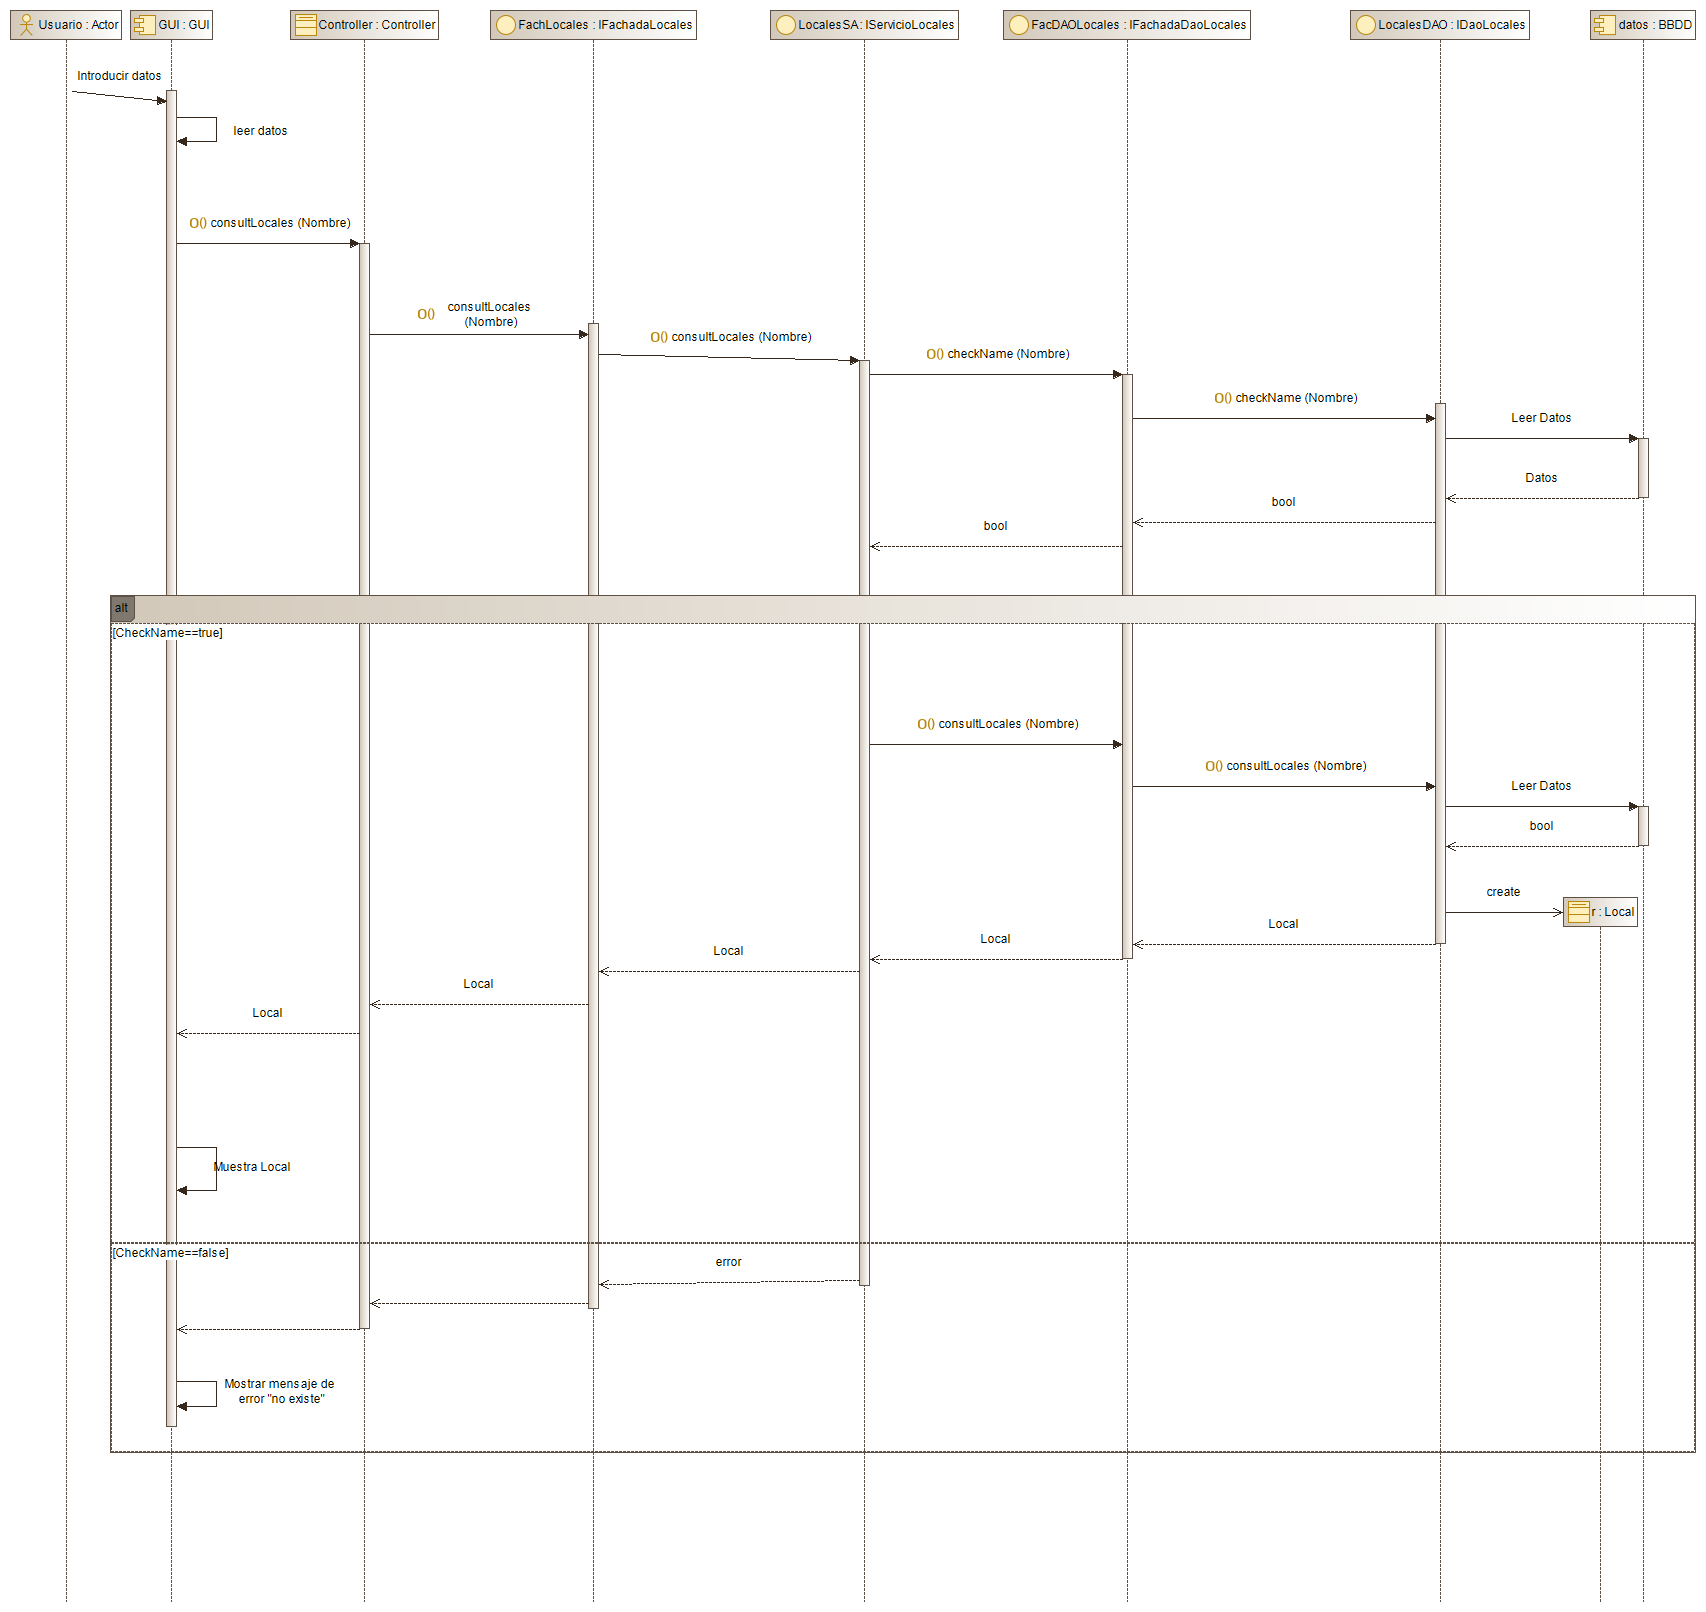 Usuario : Actor
GUI : GUI
Controller : Controller
FachLocales : IFachadaLocales
LocalesSA: IServicioLocales
FacDAOLocales : IFachadaDaoLocales
LocalesDAO : IDaoLocales
datos : BBDD
Introducir datos
leer datos
O() consultLocales (Nombre)
O() consultLocales
(Nombre)
O() consultLocales (Nombre)
O() checkName (Nombre)
O() checkName (Nombre)
Leer Datos
Datos
bool
bool
alt
[CheckName==true]
O() consultLocales (Nombre)
O() consultLocales (Nombre)
Leer Datos
bool
create
r : Local
Local
Local
Local
Local
Local
Muestra Local
[CheckName==false]
error
Mostrar mensaje de
error "no existe"